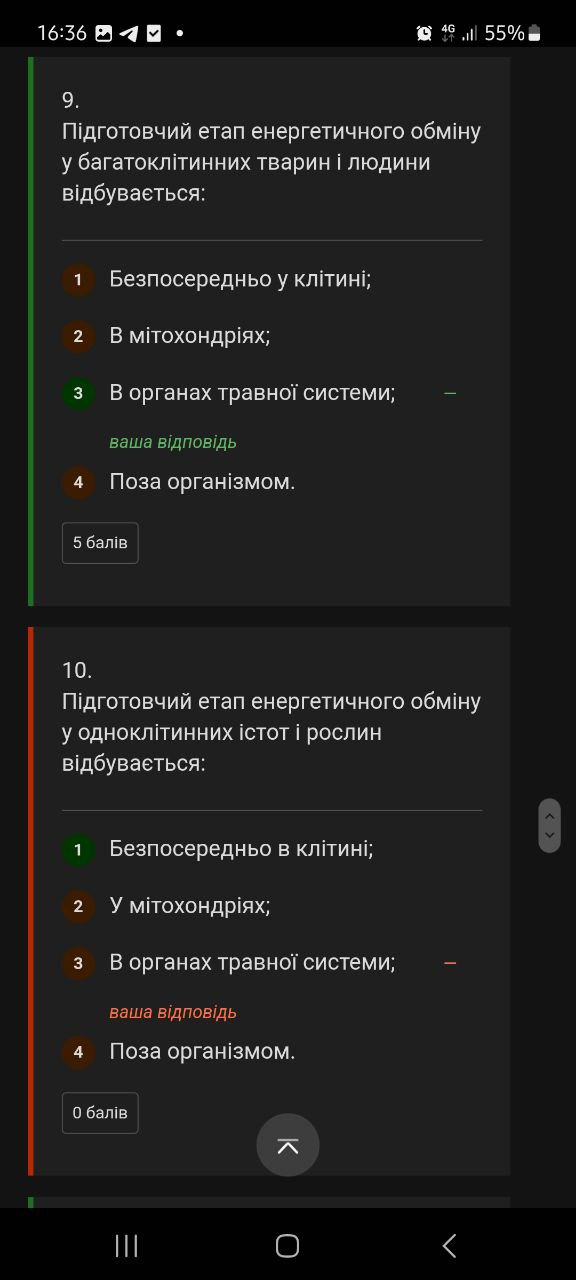 16:36
4G
55%
9.
Підготовчий етап енергетичного обміну
у багатоклітинних тварин і людини
відбувається:
1 Безпосередньо у клітині;
2 В мітохондріях;
3 В органах травної системи; –
ваша відповідь
4 Поза організмом.
5 балів
10.
Підготовчий етап енергетичного обміну
у одноклітинних істот і рослин
відбувається:
1 Безпосередньо в клітині;
2 У мітохондріях;
3 В органах травної системи; –
ваша відповідь
4 Поза організмом.
0 балів